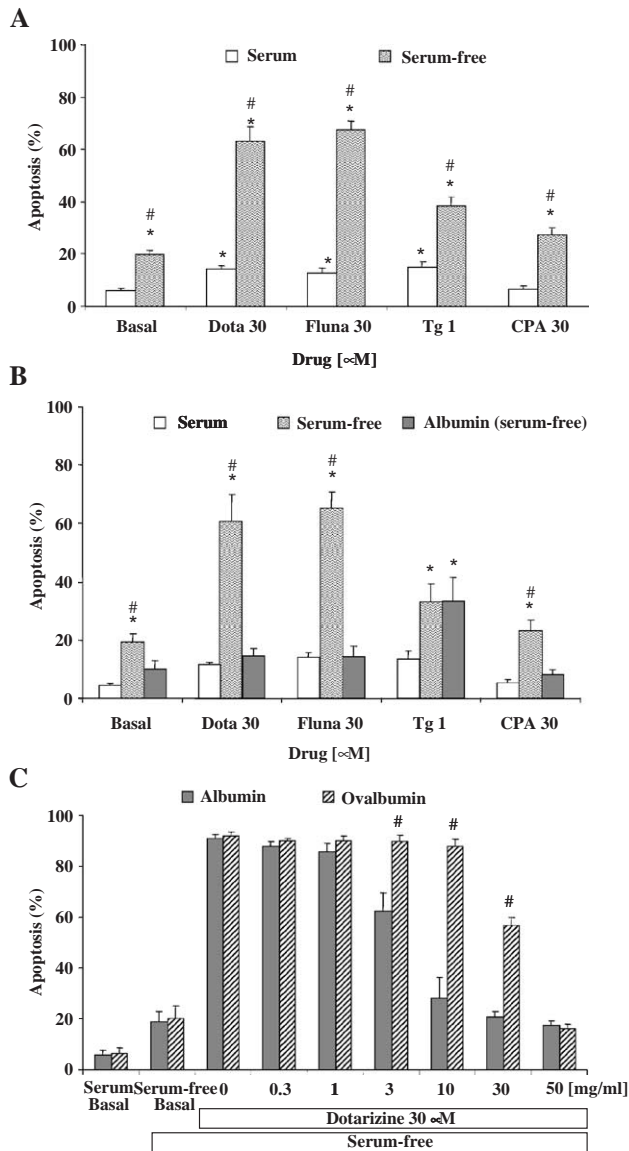 A
Serum Serum-free
100
80
60
40
20
0
Apoptosis (%)
# * # * # * # * # *
* * *
Basal Dota 30 Fluna 30 Tg 1 CPA 30
Drug [∝M]
B
Serum Serum-free Albumin (serum-free)
100
80
60
40
20
0
Apoptosis (%)
# * # * # * * * # *
Basal Dota 30 Fluna 30 Tg 1 CPA 30
Drug [∝M]
C
Albumin Ovalbumin
100
80
60
40
20
0
Apoptosis (%)
# # #
Serum Basal Serum-free Basal 0 0.3 1 3 10 30 50 [mg/ml]
Dotarizine 30 ∝M
Serum-free